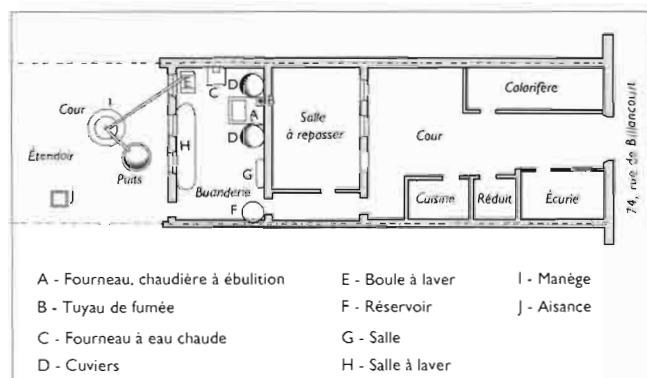 E
C
D
I
Cour
Calorifère
A
Salle
à repasser
Cour
H
D
Étendoir
Puits
G
Buanderie
J
F
Cuisine
Réduit
Écurie
74, rue de Billancourt
A - Fourneau, chaudière à ébulition
B - Tuyau de fumée
C - Fourneau à eau chaude
D - Cuviers
E - Boule à laver
F - Réservoir
G - Salle
H - Salle à laver
I - Manège
J - Aisance